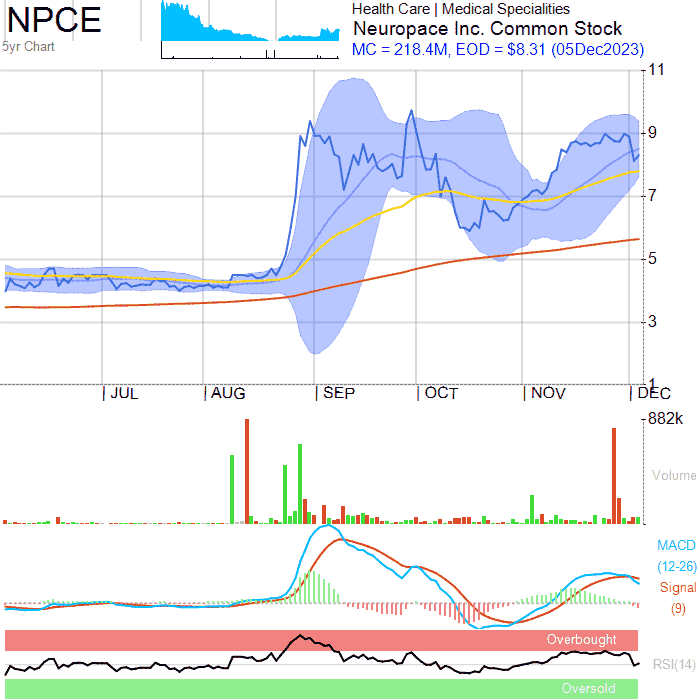 NPCE
5yr Chart
Health Care | Medical Specialities
Neuropace Inc. Common Stock
MC = 218.4M, EOD = $8.31 (05Dec2023)
11
9
7
5
3
1
JUL
AUG
SEP
OCT
NOV
DEC
882k
Volume
MACD
(12-26)
Signal
(9)
Overbought
RSI(14)
Oversold